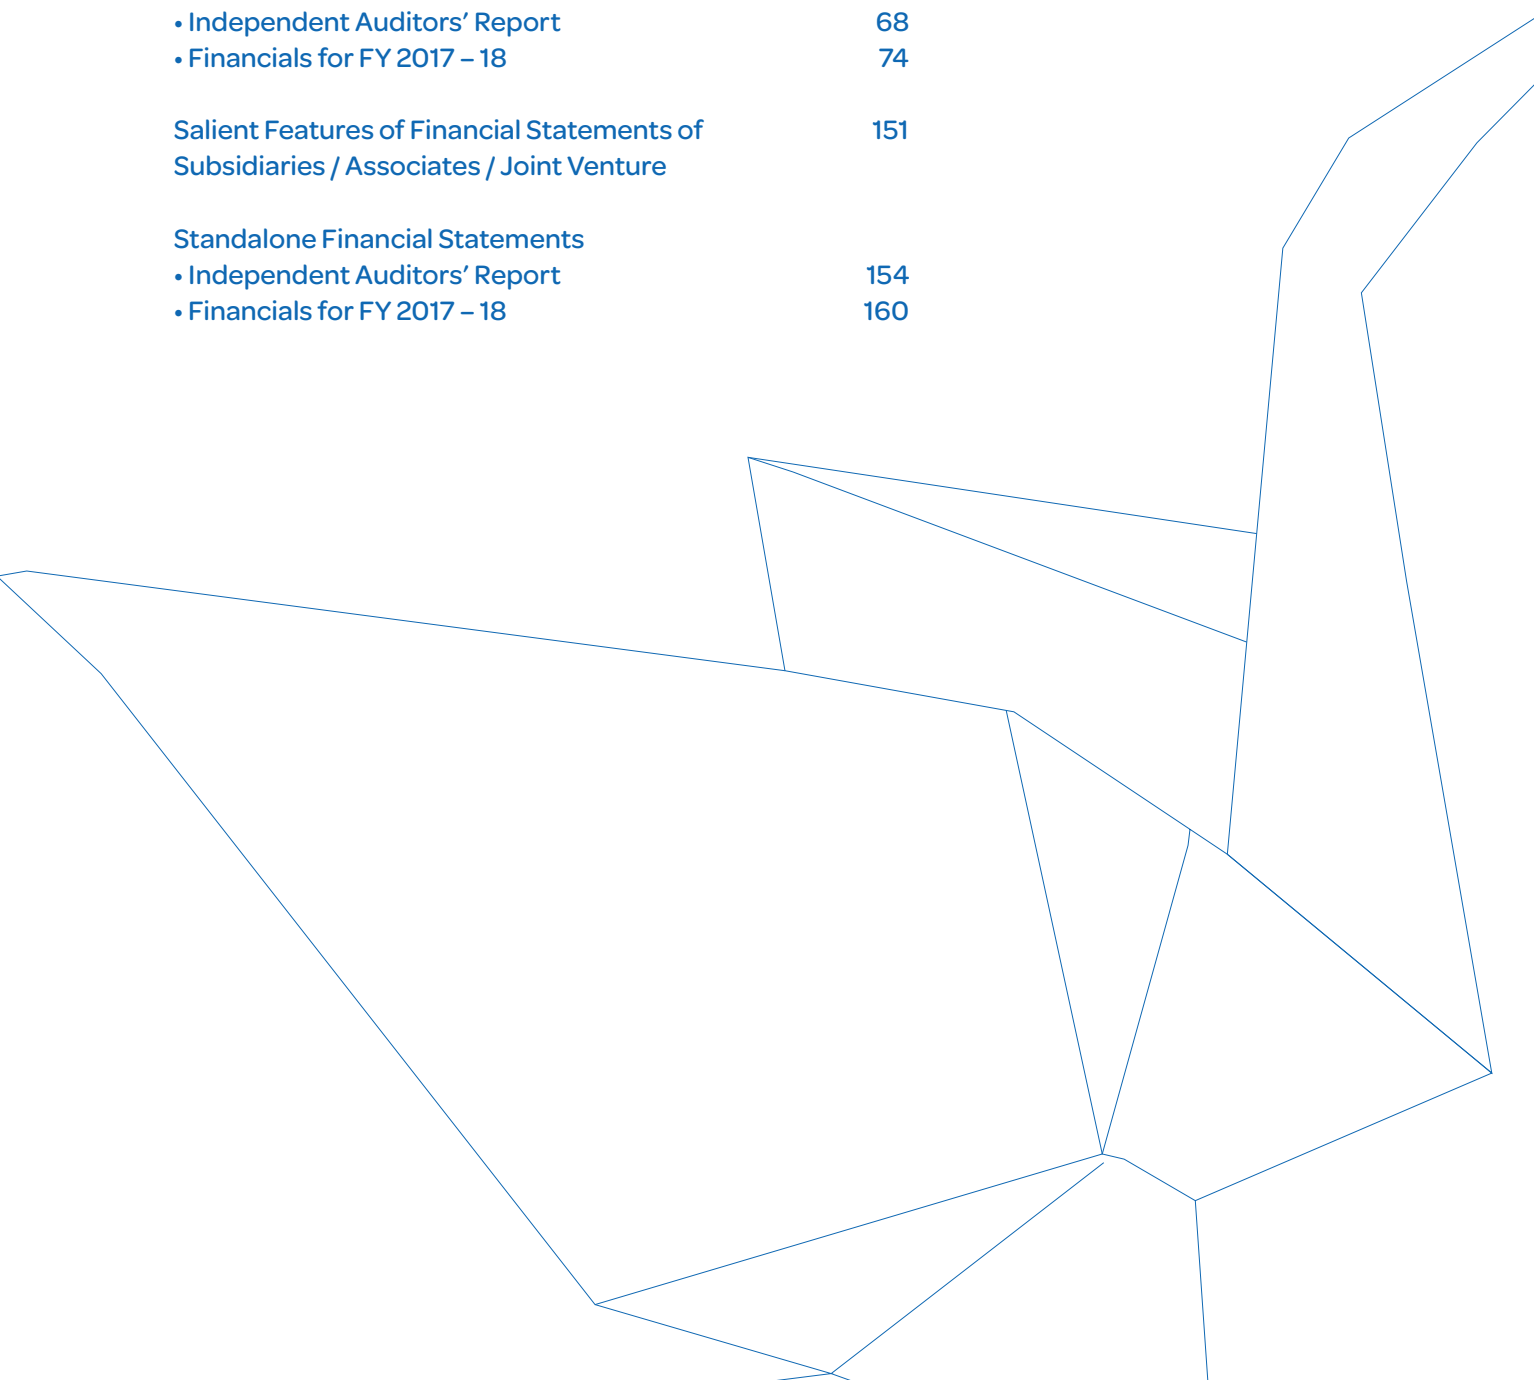 • Independent Auditors’ Report 68
• Financials for FY 2017 – 18 74
Salient Features of Financial Statements of 151
Subsidiaries / Associates / Joint Venture
Standalone Financial Statements
• Independent Auditors’ Report 154
• Financials for FY 2017 – 18 160